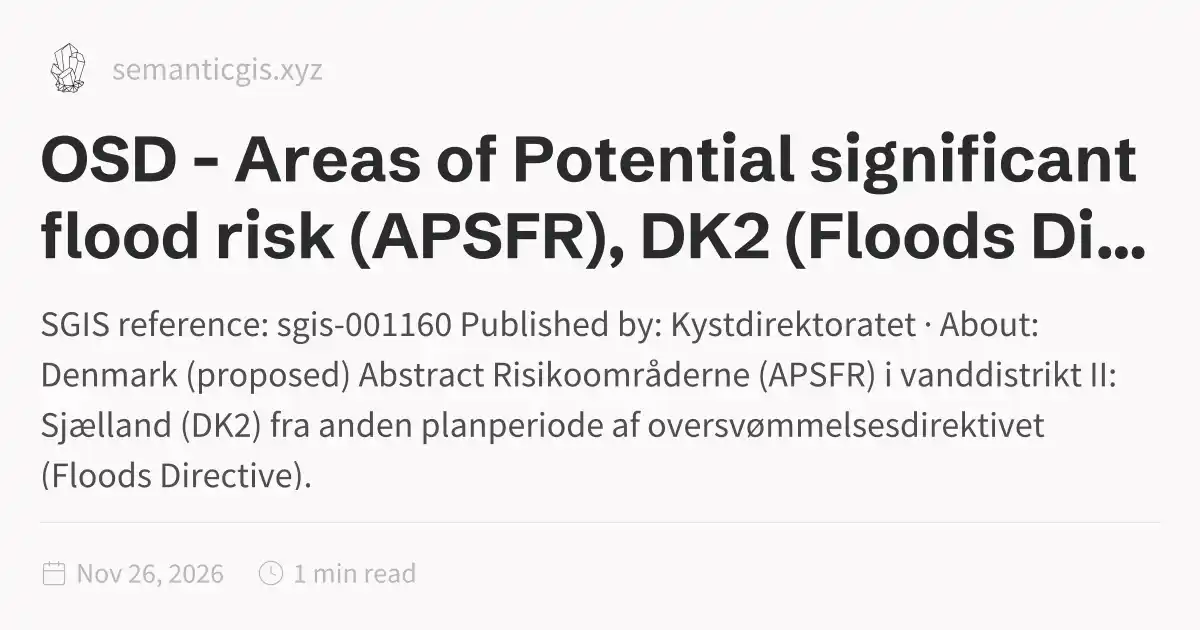 semanticgis.xyz
OSD - Areas of Potential significant
flood risk (APSFR), DK2 (Floods Di...
SGIS reference: sgis-001160 Published by: Kystdirektoratet · About:
Denmark (proposed) Abstract Risikoområderne (APSFR) i vanddistrikt II:
Sjælland (DK2) fra anden planperiode af oversvømmelsesdirektivet
(Floods Directive).
Nov 26, 2026 1 min read